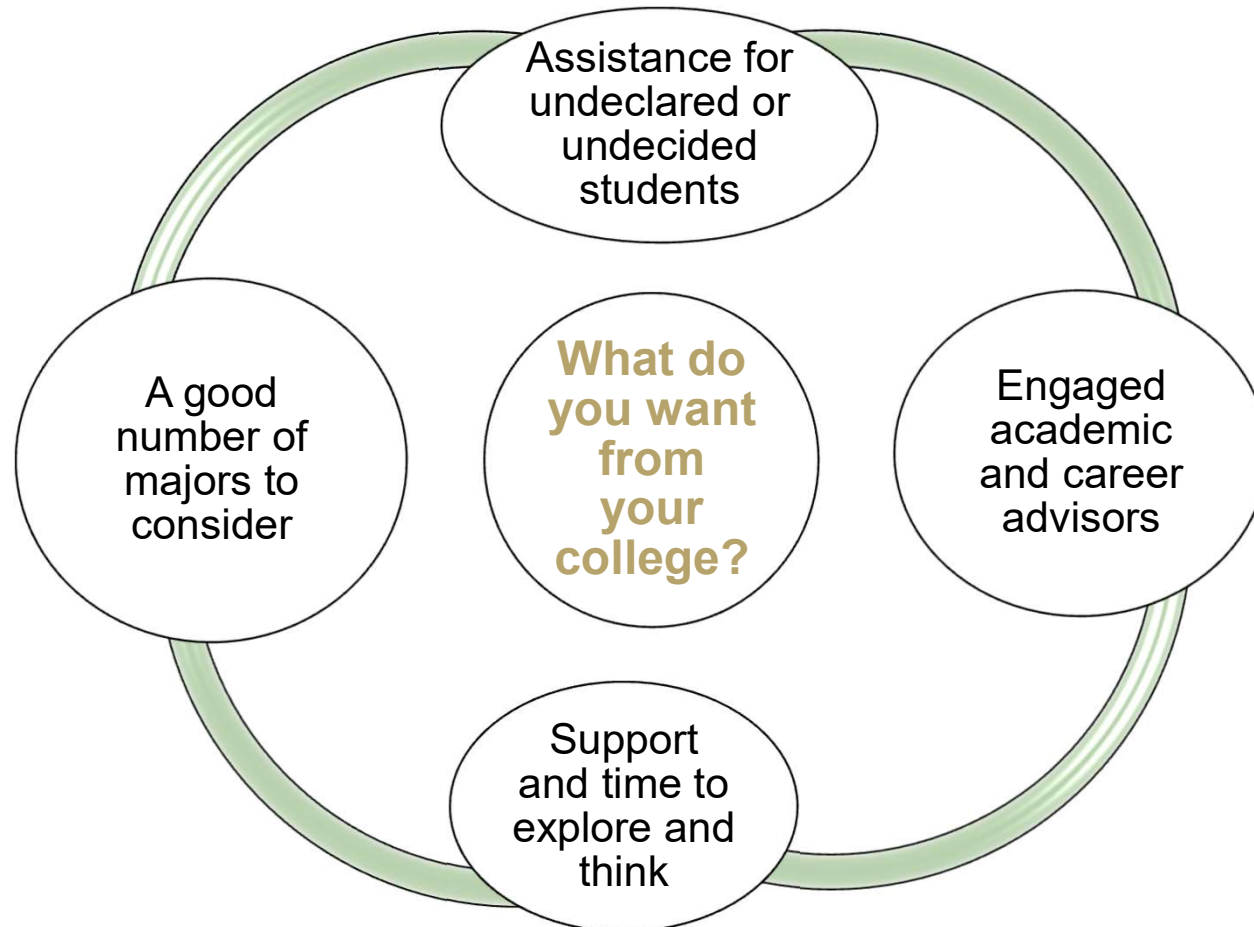 Assistance for
undeclared or
undecided
students
A good
number of
majors to
consider
What do
you want
from
your
college?
Engaged
academic
and career
advisors
Support
and time to
explore and
think